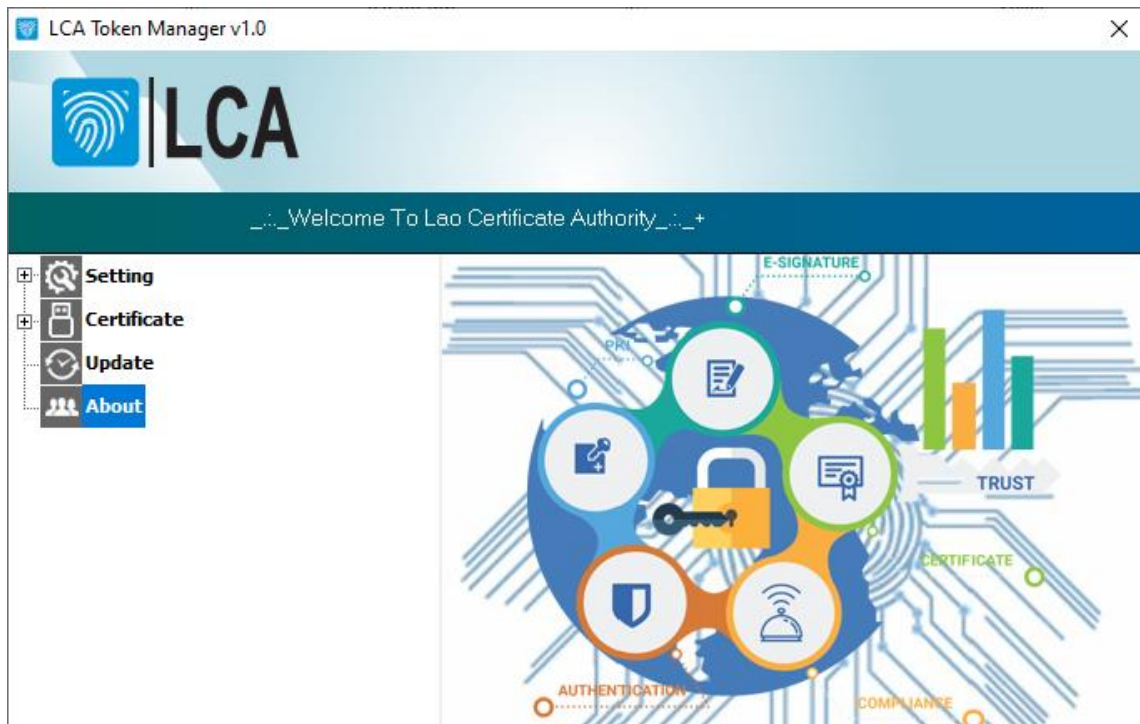 LCA Token Manager v1.0
LCA
_.:._Welcome To Lao Certificate Authority_.:._+
Setting
Certificate
Update
About
E-SIGNATURE
PKI
TRUST
CERTIFICATE
AUTHENTICATION
COMPLIANCE